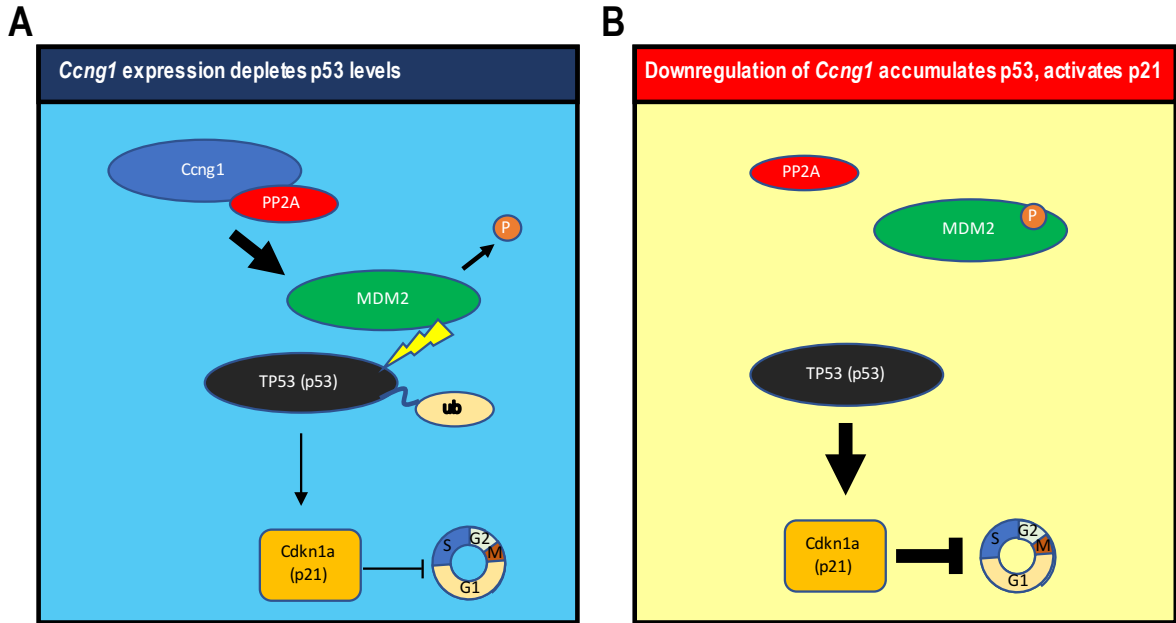 A
Ccng1 expression depletes p53 levels
Ccng1
PP2A
P
MDM2
TP53 (p53)
ub
Cdkn1a
(p21)
S
G2
M
G1
B
Downregulation of Ccng1 accumulates p53, activates p21
PP2A
P
MDM2
TP53 (p53)
Cdkn1a
(p21)
S
G2
M
G1